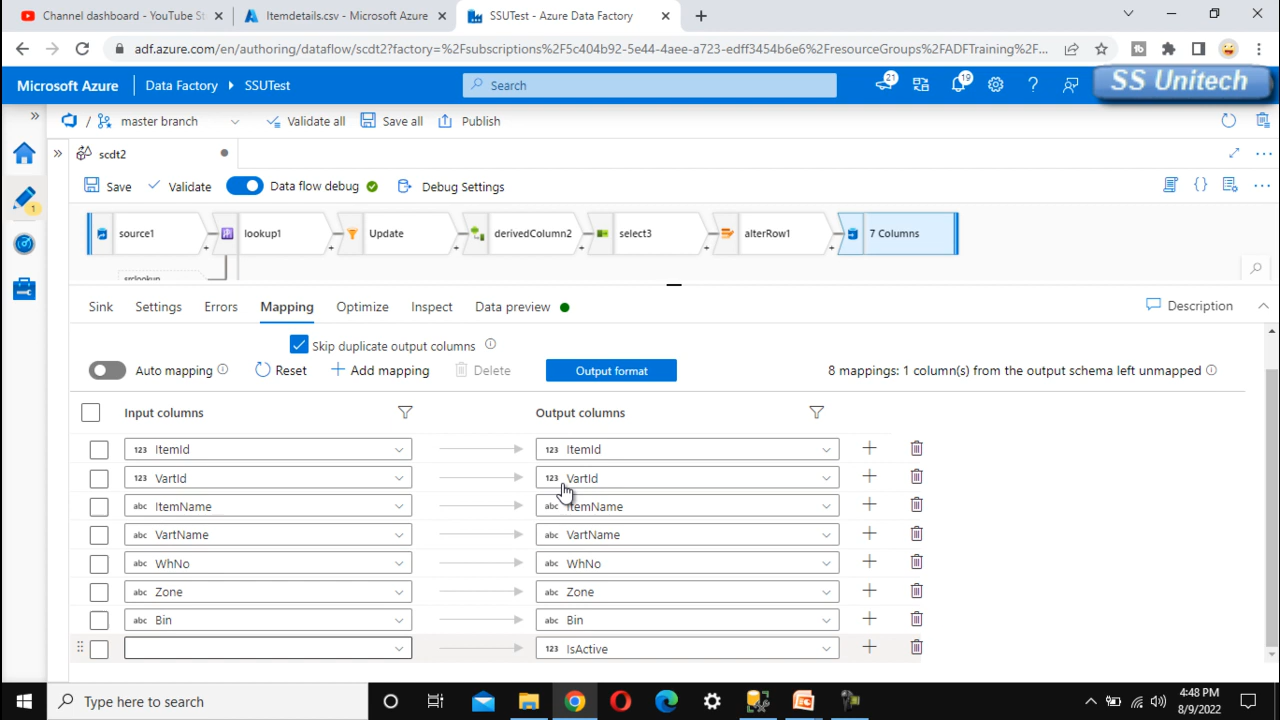 Channel dashboard - YouTube St
Itemdetails.csv - Microsoft Azure
SSUTest - Azure Data Factory
adf.azure.com/en/authoring/dataflow/scdt2?factory=%2Fsubscriptions%2F5c404b92-5e44-4aee-a723-edff3454b6e6%2FresourceGroups%2FADFTraining%2F...
Microsoft Azure
Data Factory
SSUTest
Search
21
19
SS Unitech
master branch
Validate all
Save all
Publish
scdt2
Save
Validate
Data flow debug
Debug Settings
1
source1
lookup1
Update
derivedColumn2
select3
alterRow1
7 Columns
srclookup
Sink
Settings
Errors
Mapping
Optimize
Inspect
Data preview
Description
Skip duplicate output columns
Auto mapping
Reset
Add mapping
Delete
Output format
8 mappings: 1 column(s) from the output schema left unmapped
Input columns
Output columns
123 ItemId
123 ItemId
123 VartId
123 VartId
abc ItemName
abc ItemName
abc VartName
abc VartName
abc WhNo
abc WhNo
abc Zone
abc Zone
abc Bin
abc Bin
123 IsActive
Type here to search
4:48 PM
8/9/2022